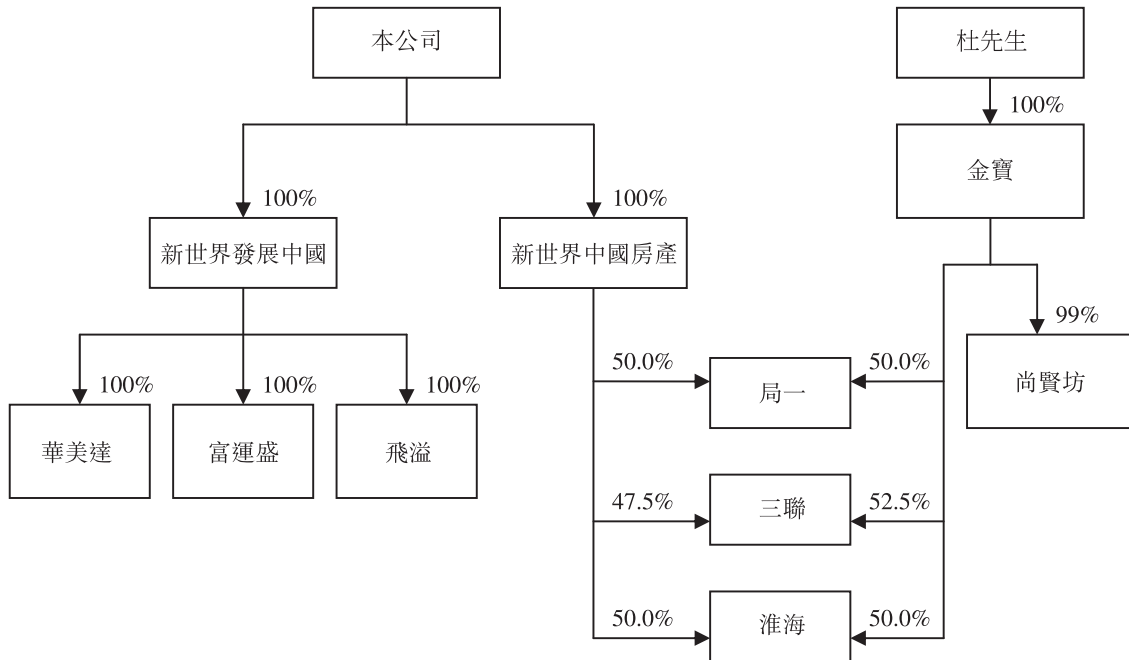 本公司
杜先生
100%
金寶
100%
100%
新世界發展中國
新世界中國房產
99%
尚賢坊
50.0%
50.0%
局一
100%
100%
100%
華美達
富運盛
飛溢
47.5%
52.5%
三聯
50.0%
50.0%
淮海